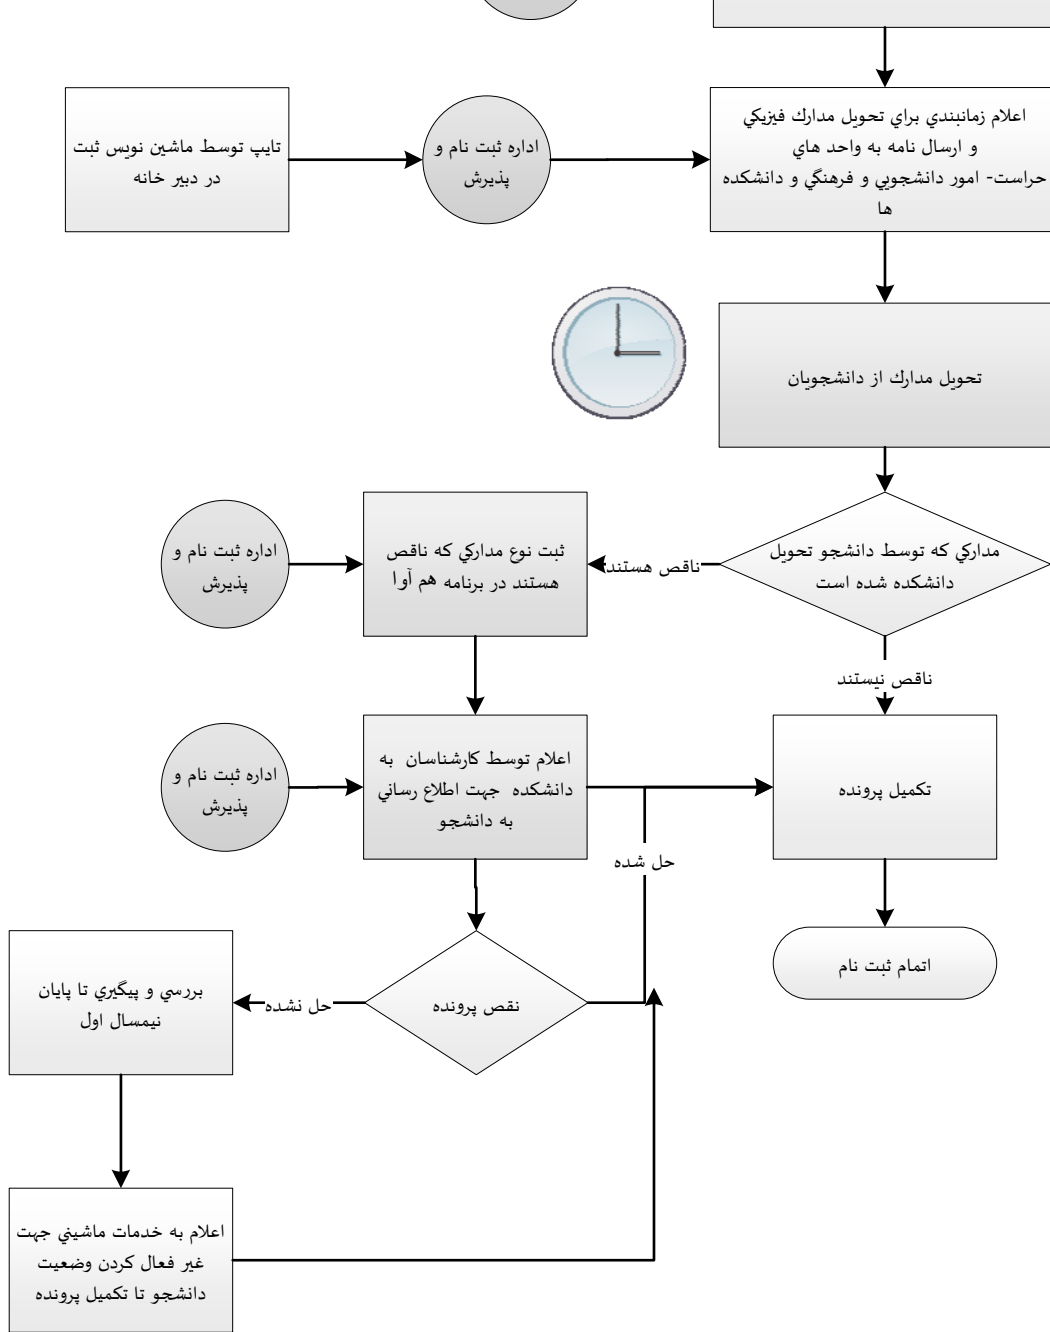 اعلام زمانبندي براي تحويل مدارك فيزيكي
و ارسال نامه به واحد هاي
حراست- امور دانشجويي و فرهنگي و دانشكده
ها
اداره ثبت نام و
پذيرش
تايپ توسط ماشين نويس ثبت
در دبير خانه
تحويل مدارك از دانشجويان
مداركي كه توسط دانشجو تحويل
دانشكده شده است
ناقص هستند
ثبت نوع مداركي كه ناقص
هستند در برنامه هم آوا
اداره ثبت نام و
پذيرش
ناقص نيستند
تكميل پرونده
اعلام توسط كارشناسان به
دانشكده جهت اطلاع رساني
به دانشجو
اداره ثبت نام و
پذيرش
حل شده
اتمام ثبت نام
نقص پرونده
حل نشده
بررسي و پيگيري تا پايان
نيمسال اول
اعلام به خدمات ماشيني جهت
غير فعال كردن وضعيت
دانشجو تا تكميل پرونده